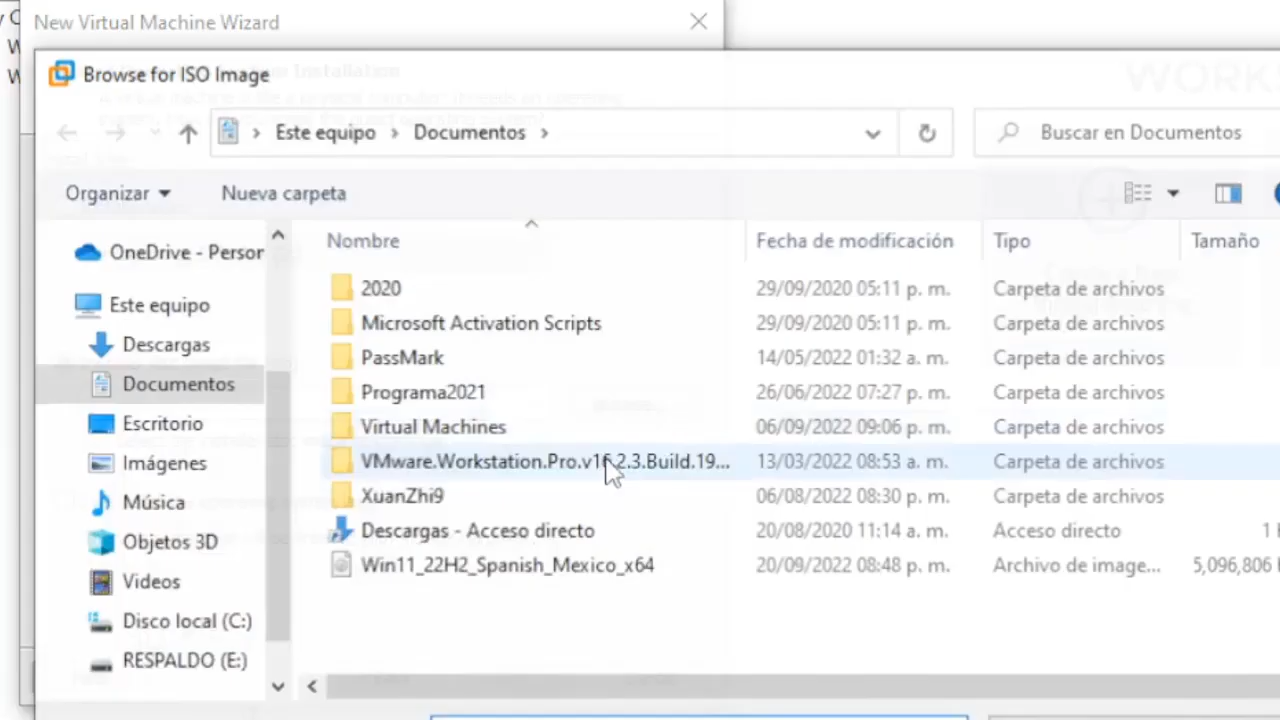 New Virtual Machine Wizard
Browse for ISO Image
Este equipo
Documentos
Buscar en Documentos
Organizar
Nueva carpeta
Nombre
Fecha de modificación
Tipo
Tamaño
OneDrive - Person
Este equipo
Descargas
Documentos
Escritorio
Imágenes
Música
Objetos 3D
Videos
Disco local (C:)
RESPALDO (E:)
2020 29/09/2020 05:11 p. m. Carpeta de archivos
Microsoft Activation Scripts 29/09/2020 05:11 p. m. Carpeta de archivos
PassMark 14/05/2022 01:32 a. m. Carpeta de archivos
Programa2021 26/06/2022 07:27 p. m. Carpeta de archivos
Virtual Machines 06/09/2022 09:06 p. m. Carpeta de archivos
VMware.Workstation.Pro.v16.2.3.Build.19... 13/03/2022 08:53 a. m. Carpeta de archivos
XuanZhi9 06/08/2022 08:30 p. m. Carpeta de archivos
Descargas - Acceso directo 20/08/2020 11:14 a. m. Acceso directo 1
Win11_22H2_Spanish_Mexico_x64 20/09/2022 08:48 p. m. Archivo de image... 5,096,806